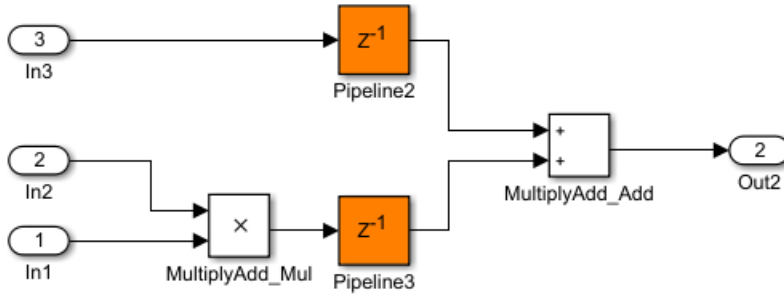 3
In3
Z-1
Pipeline2
2
In2
+
+
2
Out2
MultiplyAdd_Add
×
MultiplyAdd_Mul
Z-1
Pipeline3
1
In1